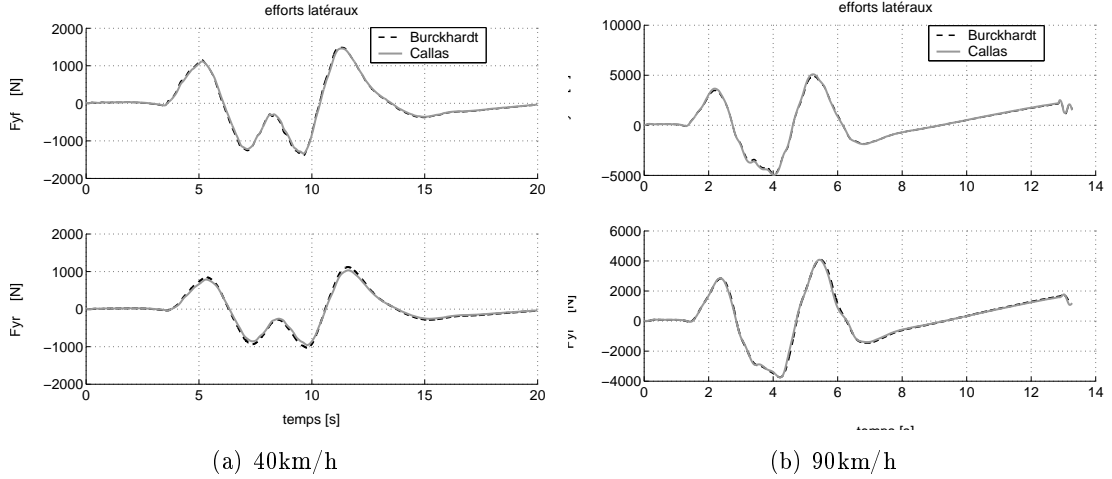 efforts latéraux
2000
1000
0
−1000
−2000
Fyf [N]
Burckhardt
Callas
0 5 10 15 20
2000
1000
0
−1000
−2000
Fyr [N]
0 5 10 15 20
temps [s]
(a) 40km/h
efforts latéraux
10000
5000
0
−5000
Burckhardt
Callas
0 2 4 6 8 10 12 14
6000
4000
2000
0
−2000
−4000
[N]
0 2 4 6 8 10 12 14
(b) 90km/h